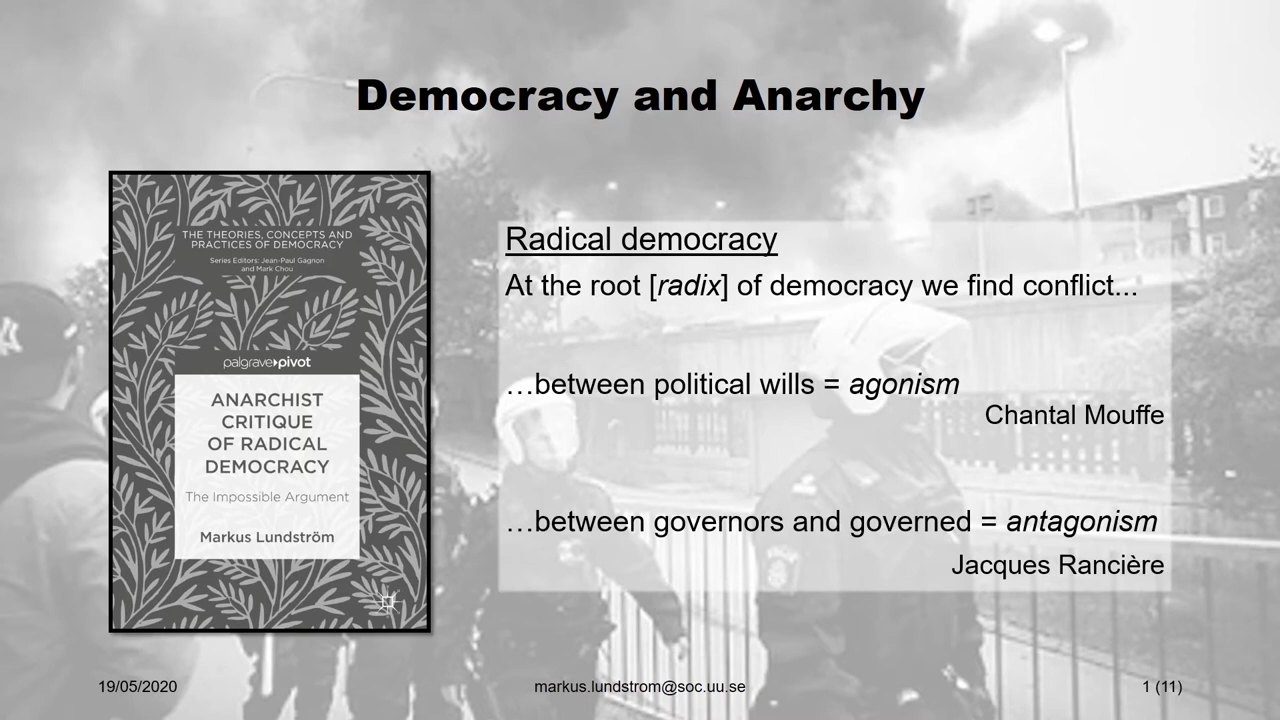 Democracy and Anarchy
THE THEORIES, CONCEPTS AND
PRACTICES OF DEMOCRACY
Series Editors: Jean-Paul Gagnon
and Mark Chou
palgrave▸pivot
ANARCHIST
CRITIQUE
OF RADICAL
DEMOCRACY
The Impossible Argument
Markus Lundström
Radical democracy
At the root [radix] of democracy we find conflict...
…between political wills = agonism
Chantal Mouffe
…between governors and governed = antagonism
Jacques Rancière
19/05/2020
markus.lundstrom@soc.uu.se
1 (11)